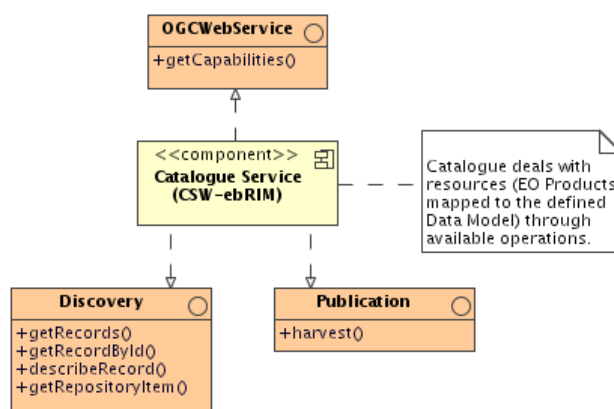 OGCWebService
+getCapabilities()
<<component>>
Catalogue Service
(CSW-ebRIM)
Catalogue deals with
resources (EO Products
mapped to the defined
Data Model) through
available operations.
Discovery
+getRecords()
+getRecordById()
+describeRecord()
+getRepositoryItem()
Publication
+harvest()